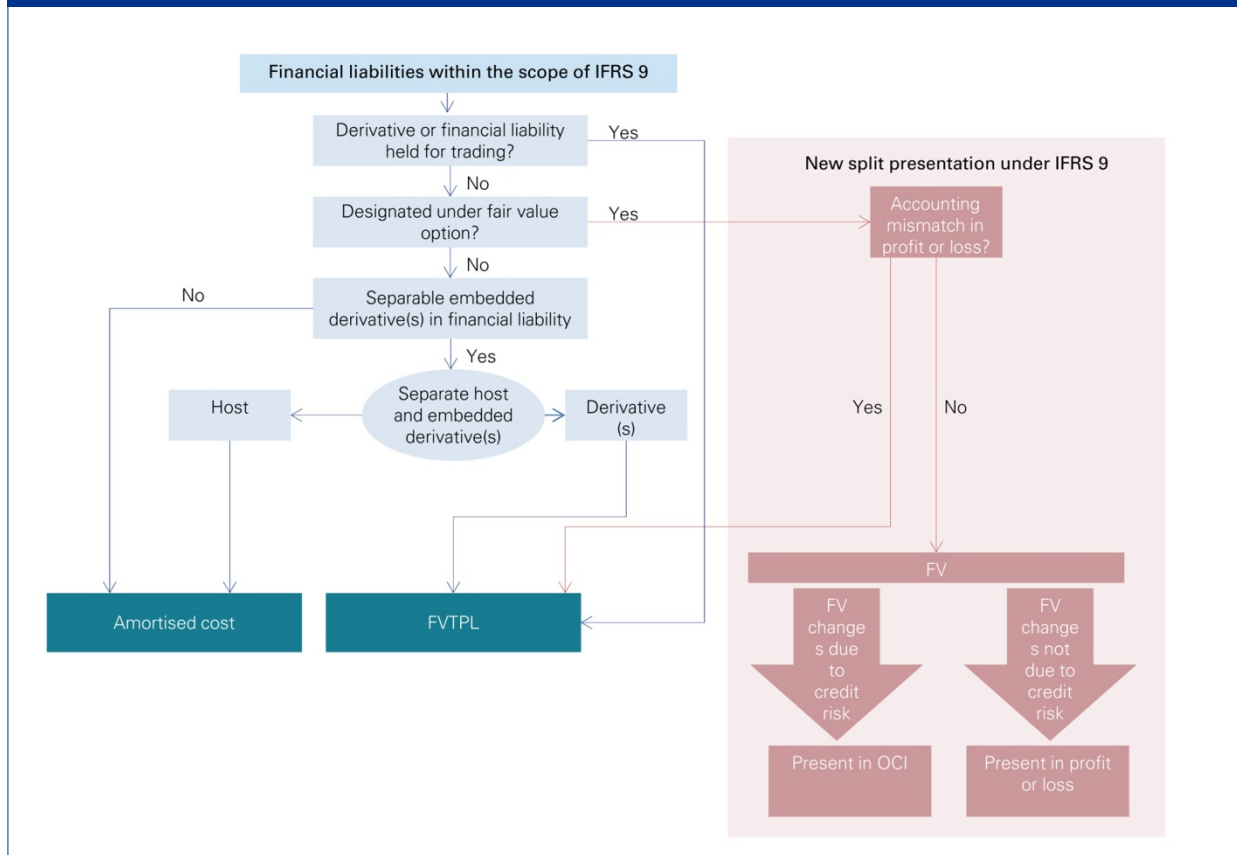 Financial liabilities within the scope of IFRS 9
Derivative or financial liability
held for trading?
Yes
No
Designated under fair value
option?
Yes
No
Separable embedded
derivative(s) in financial liability
No
Yes
Host
Separate host
and embedded
derivative(s)
Derivative
(s)
Amortised cost
FVTPL
New split presentation under IFRS 9
Accounting
mismatch in
profit or loss?
Yes
No
FV
FV
change
s due
to
credit
risk
FV
change
s not
due to
credit
risk
Present in OCI
Present in profit
or loss